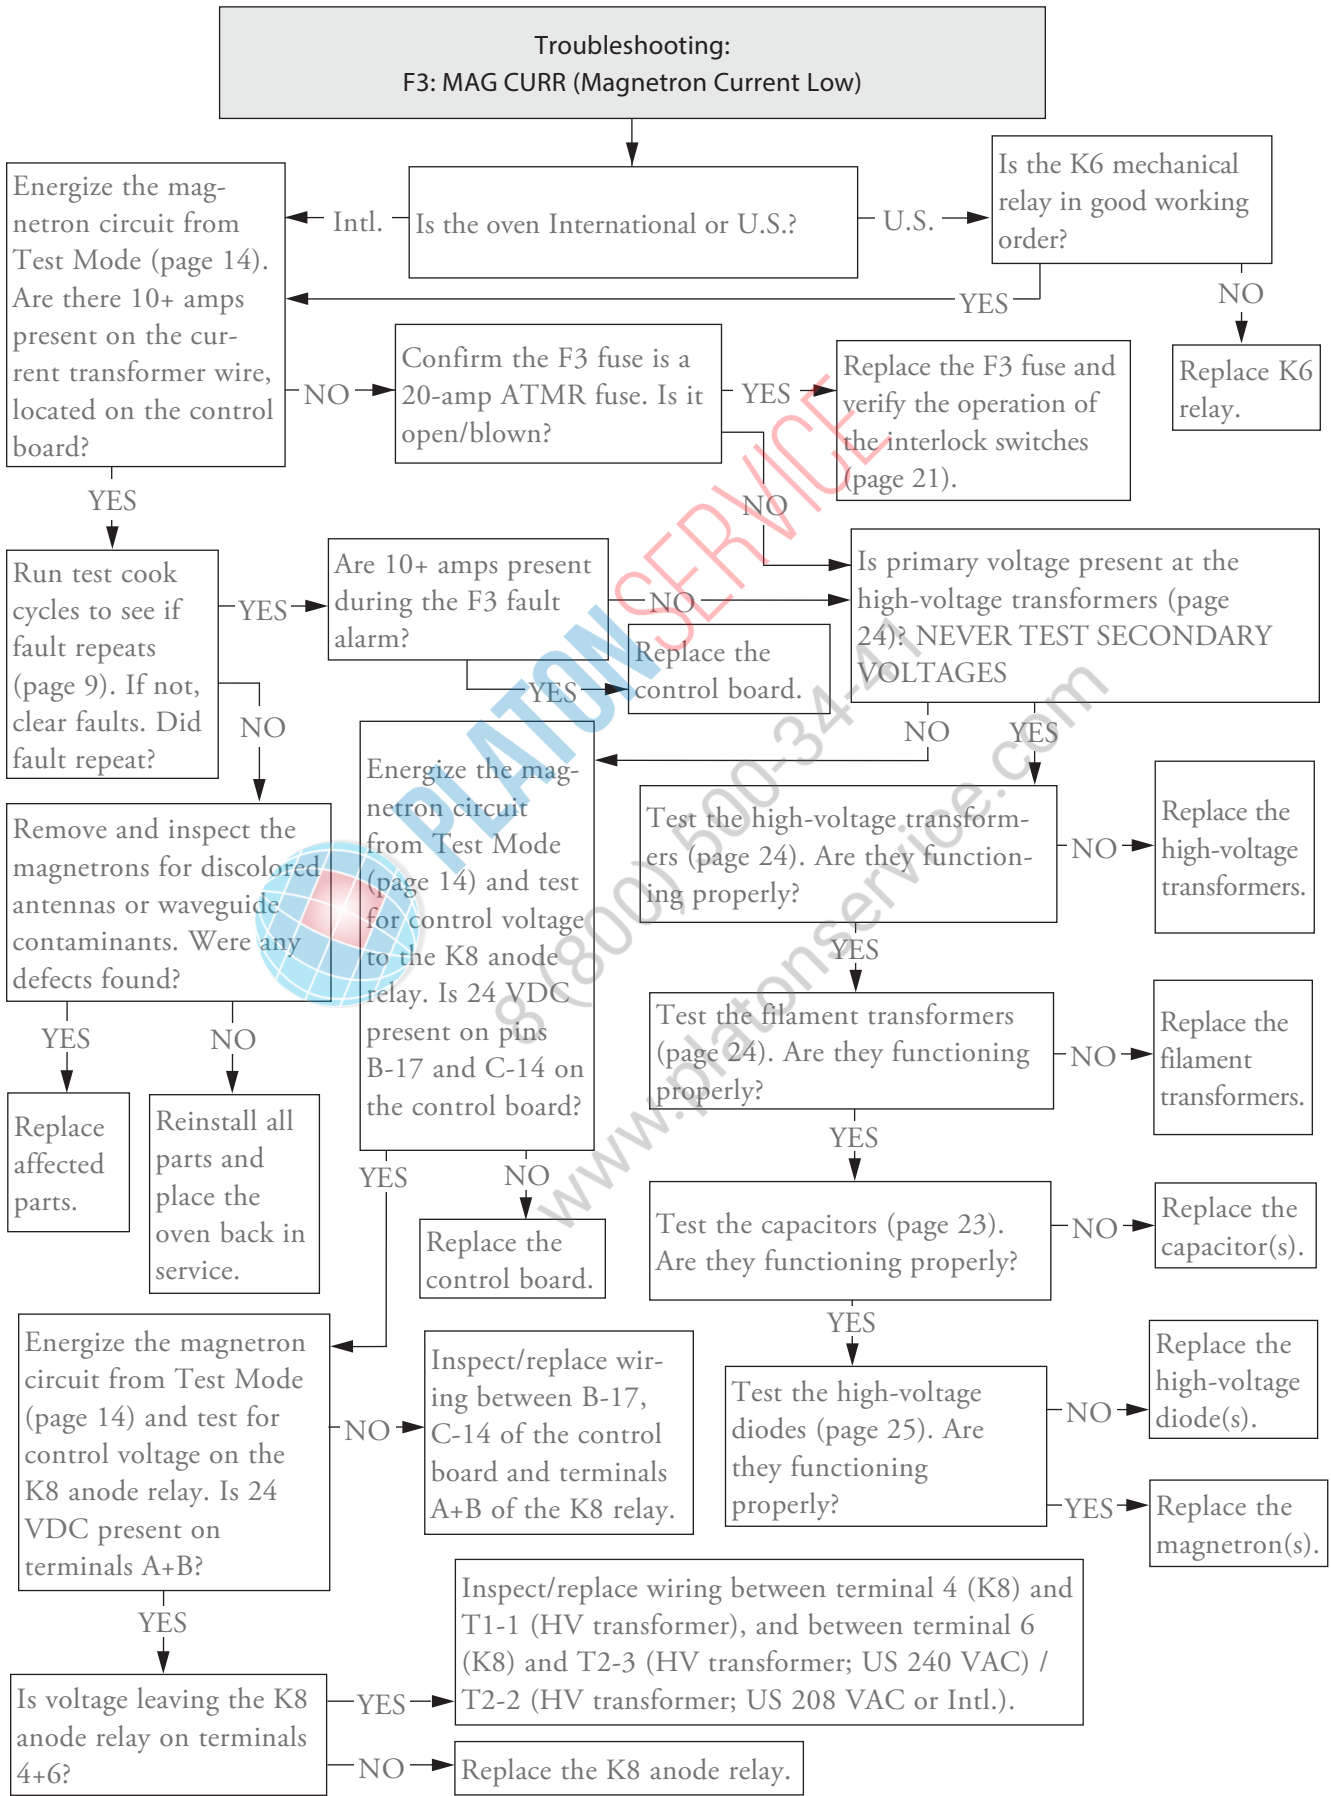 Troubleshooting:
F3: MAG CURR (Magnetron Current Low)
Energize the mag-
netron circuit from
Test Mode (page 14).
Are there 10+ amps
present on the cur-
rent transformer wire,
located on the control
board?
Intl.
Is the oven International or U.S.?
U.S.
Is the K6 mechanical
relay in good working
order?
YES
NO
Replace K6
relay.
NO
Confirm the F3 fuse is a
20-amp ATMR fuse. Is it
open/blown?
YES
Replace the F3 fuse and
verify the operation of
the interlock switches
(page 21).
NO
YES
Run test cook
cycles to see if
fault repeats
(page 9). If not,
clear faults. Did
fault repeat?
YES
Are 10+ amps present
during the F3 fault
alarm?
NO
Is primary voltage present at the
high-voltage transformers (page
24)? NEVER TEST SECONDARY
VOLTAGES
YES
Replace the
control board.
NO
NO
YES
Remove and inspect the
magnetrons for discolored
antennas or waveguide
contaminants. Were any
defects found?
YES
NO
Replace
affected
parts.
Reinstall all
parts and
place the
oven back in
service.
Energize the mag-
netron circuit
from Test Mode
(page 14) and test
for control voltage
to the K8 anode
relay. Is 24 VDC
present on pins
B-17 and C-14 on
the control board?
YES
NO
Replace the
control board.
Test the high-voltage transform-
ers (page 24). Are they function-
ing properly?
NO
Replace the
high-voltage
transformers.
YES
Test the filament transformers
(page 24). Are they functioning
properly?
NO
Replace the
filament
transformers.
YES
Test the capacitors (page 23).
Are they functioning properly?
NO
Replace the
capacitor(s).
YES
Test the high-voltage
diodes (page 25). Are
they functioning
properly?
NO
Replace the
high-voltage
diode(s).
YES
Replace the
magnetron(s).
Energize the magnetron
circuit from Test Mode
(page 14) and test for
control voltage on the
K8 anode relay. Is 24
VDC present on
terminals A+B?
NO
Inspect/replace wir-
ing between B-17,
C-14 of the control
board and terminals
A+B of the K8 relay.
YES
Is voltage leaving the K8
anode relay on terminals
4+6?
YES
Inspect/replace wiring between terminal 4 (K8) and
T1-1 (HV transformer), and between terminal 6
(K8) and T2-3 (HV transformer; US 240 VAC) /
T2-2 (HV transformer; US 208 VAC or Intl.).
NO
Replace the K8 anode relay.
PLATONSERVICE
8 (800) 500-34-41
www.platonservice.com